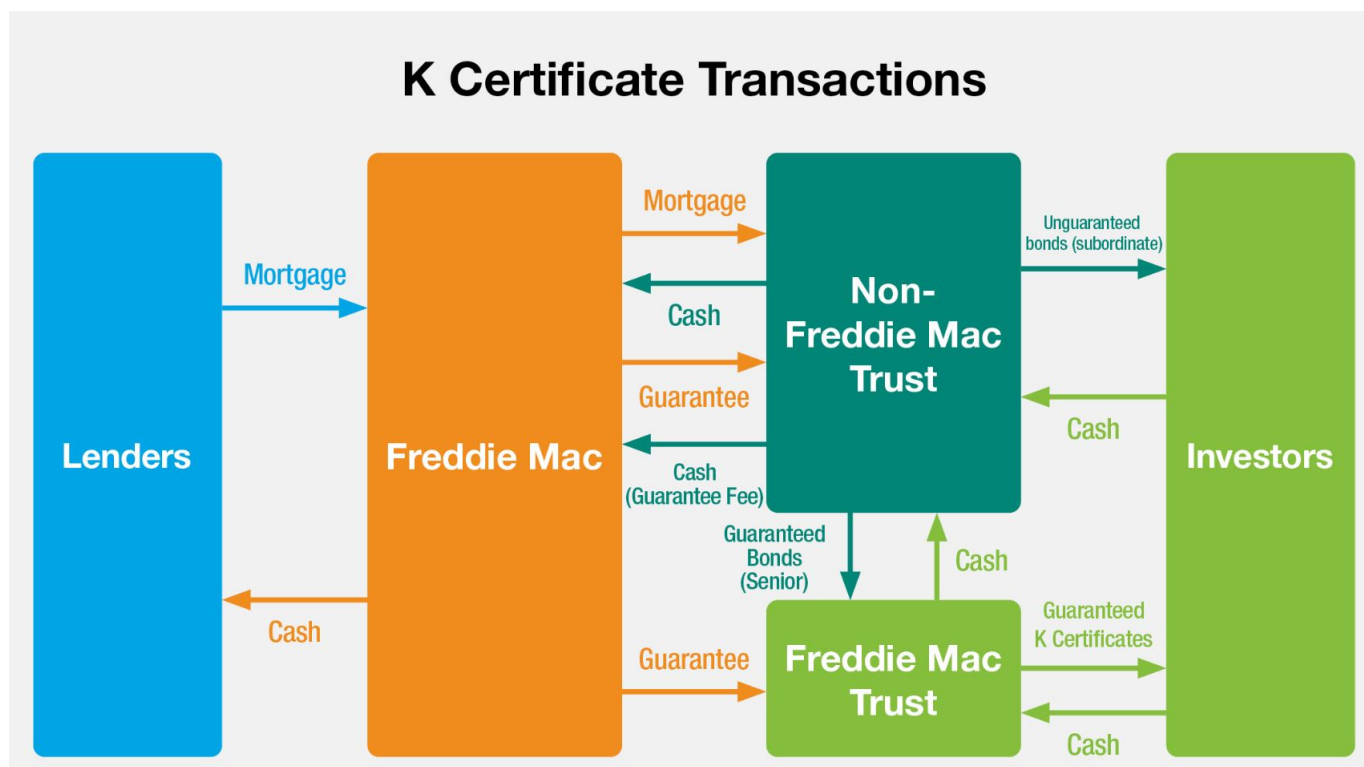 K Certificate Transactions
Lenders
Mortgage
Cash
Freddie Mac
Mortgage
Cash
Guarantee
Cash
(Guarantee Fee)
Guarantee
Non-
Freddie Mac
Trust
Guaranteed
Bonds
(Senior)
Cash
Freddie Mac
Trust
Unguaranteed
bonds (subordinate)
Cash
Guaranteed
K Certificates
Cash
Investors